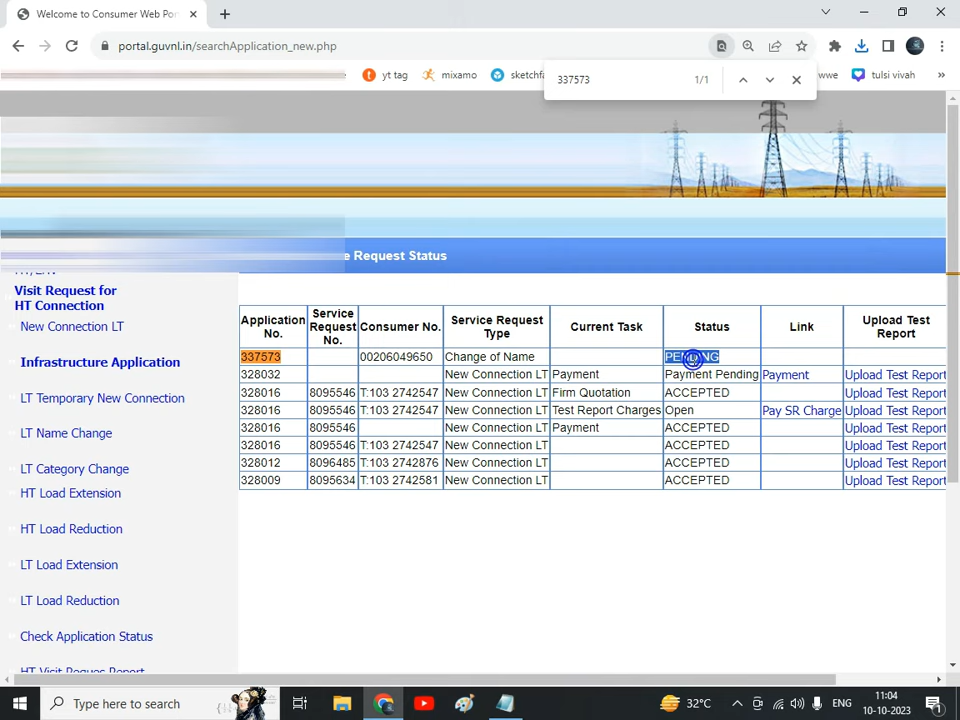 Welcome to Consumer Web Por
portal.guvnl.in/searchApplication_new.php
yt tag
mixamo
sketchf
wwe
tulsi vivah
»
337573
1/1
e Request Status
Visit Request for
HT Connection
New Connection LT
Infrastructure Application
LT Temporary New Connection
LT Name Change
LT Category Change
HT Load Extension
HT Load Reduction
LT Load Extension
LT Load Reduction
Check Application Status
HT Visit Reques Report
Application No. Service Request No. Consumer No. Service Request Type Current Task Status Link Upload Test Report
337573 00206049650 Change of Name PENDING
328032 New Connection LT Payment Payment Pending Payment Upload Test Report
328016 8095546 T:103 2742547 New Connection LT Firm Quotation ACCEPTED Upload Test Report
328016 8095546 T:103 2742547 New Connection LT Test Report Charges Open Pay SR Charge Upload Test Report
328016 8095546 New Connection LT Payment ACCEPTED Upload Test Report
328016 8095546 T:103 2742547 New Connection LT ACCEPTED Upload Test Report
328012 8096485 T:103 2742876 New Connection LT ACCEPTED Upload Test Report
328009 8095634 T:103 2742581 New Connection LT ACCEPTED Upload Test Report
Type here to search
32°C
ENG
11:04
10-10-2023
1